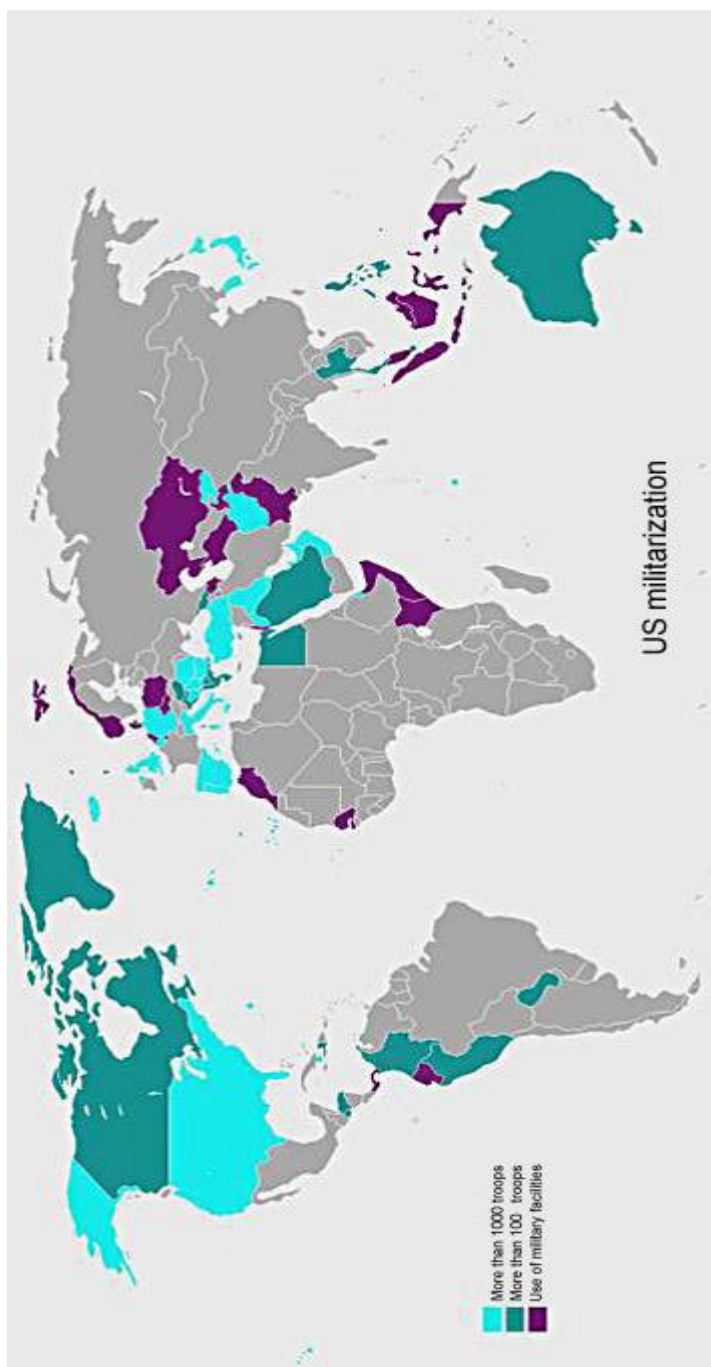 US militarization
More than 1000 troops
More than 100 troops
Use of military facilities